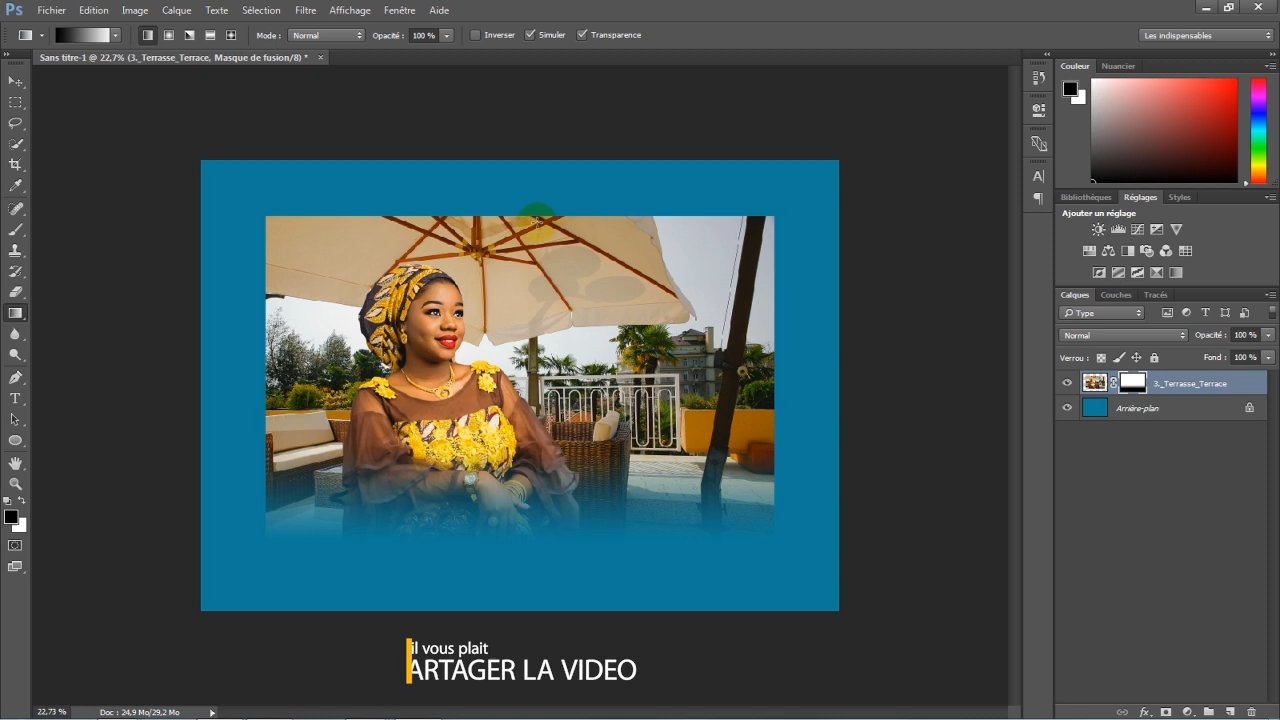 Ps Fichier Edition Image Calque Texte Sélection Filtre Affichage Fenêtre Aide
Mode : Normal Opacité : 100 % Inverser Simuler Transparence Les indispensables
Sans titre-1 @ 22,7% (3._Terrasse_Terrace, Masque de fusion/8) * ×
Couleur Nuancier
Bibliothèques Réglages Styles
Ajouter un réglage
Calques Couches Tracés
Type
Normal Opacité : 100 %
Verrou : Fond : 100 %
3._Terrasse_Terrace
Arrière-plan
il vous plait
ARTAGER LA VIDEO
22,73 % Doc : 24,9 Mo/29,2 Mo